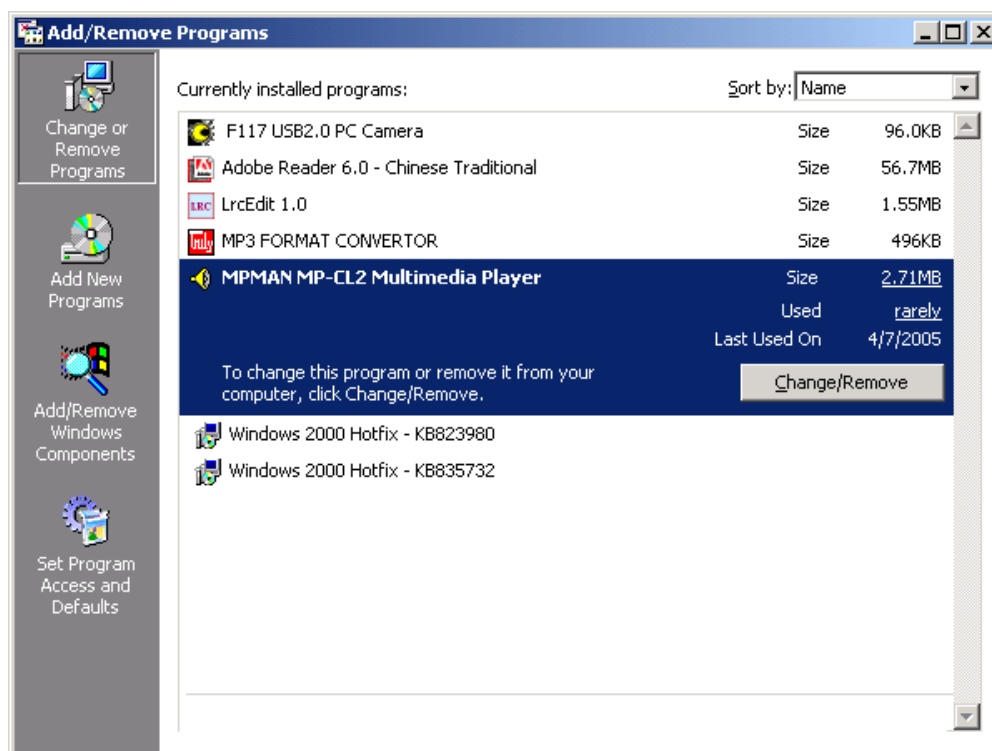 Add/Remove Programs
Change or
Remove
Programs
Add New
Programs
Add/Remove
Windows
Components
Set Program
Access and
Defaults
Currently installed programs:
Sort by: Name
F117 USB2.0 PC Camera Size 96.0KB
Adobe Reader 6.0 - Chinese Traditional Size 56.7MB
LRC LrcEdit 1.0 Size 1.55MB
MP3 FORMAT CONVERTOR Size 496KB
MPMAN MP-CL2 Multimedia Player Size 2.71MB
Used rarely
Last Used On 4/7/2005
To change this program or remove it from your
computer, click Change/Remove.
Change/Remove
Windows 2000 Hotfix - KB823980
Windows 2000 Hotfix - KB835732